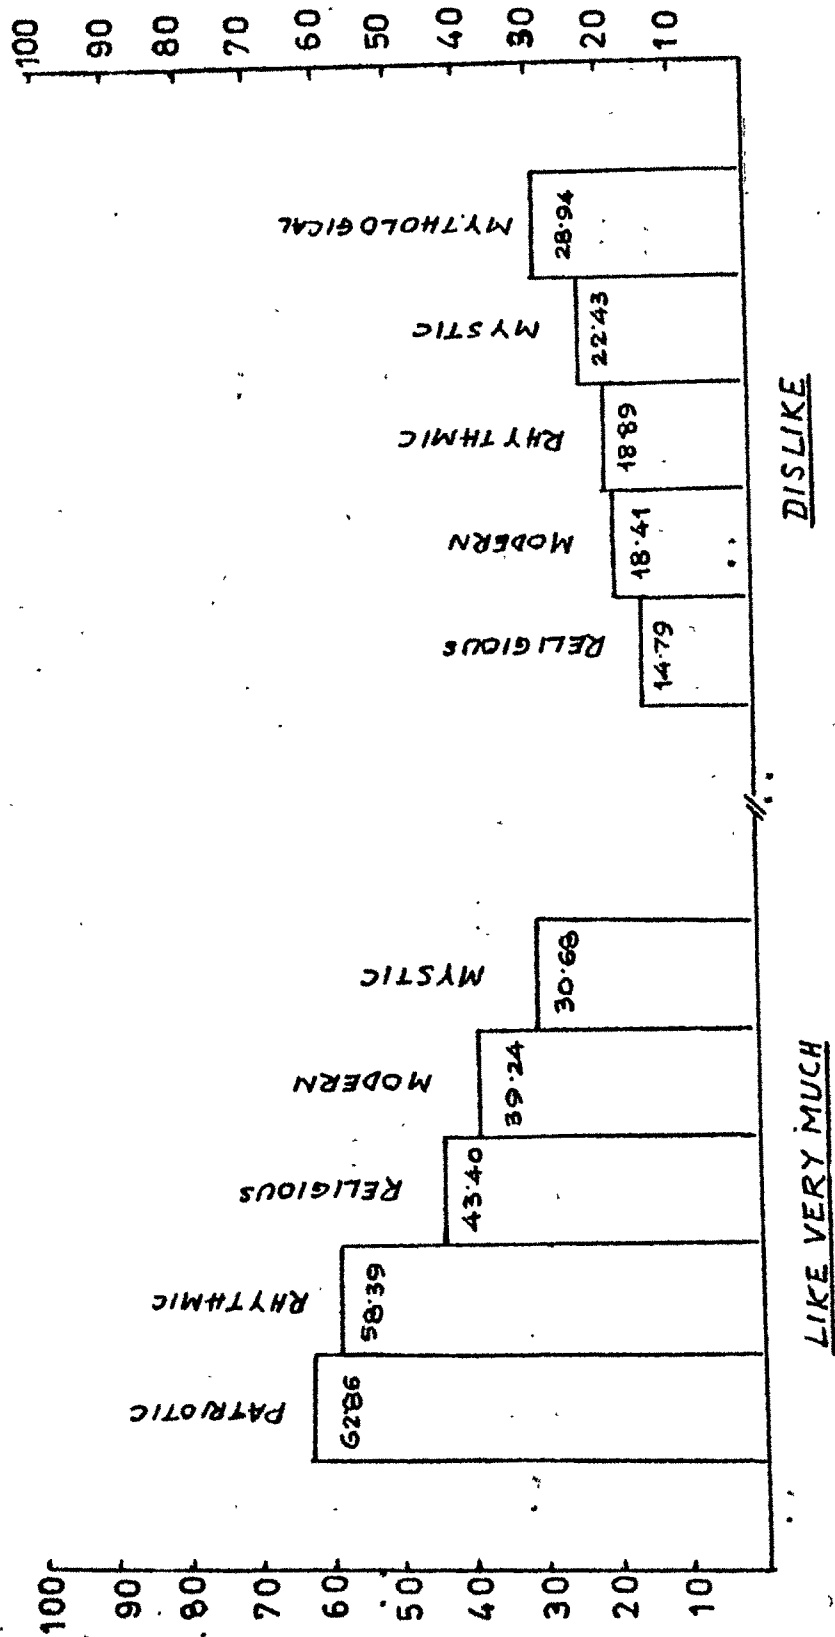 100
90
80
70
60
50
40
30
20
10
PATRIOTIC
62·86
RHYTHMIC
58·39
RELIGIOUS
43·40
MODERN
39·24
MYSTIC
30·68
LIKE VERY MUCH
RELIGIOUS
14·79
MODERN
18·41
RHYTHMIC
18·89
MYSTIC
22·43
MYTHOLOGICAL
28·94
DISLIKE
100
90
80
70
60
50
40
30
20
10